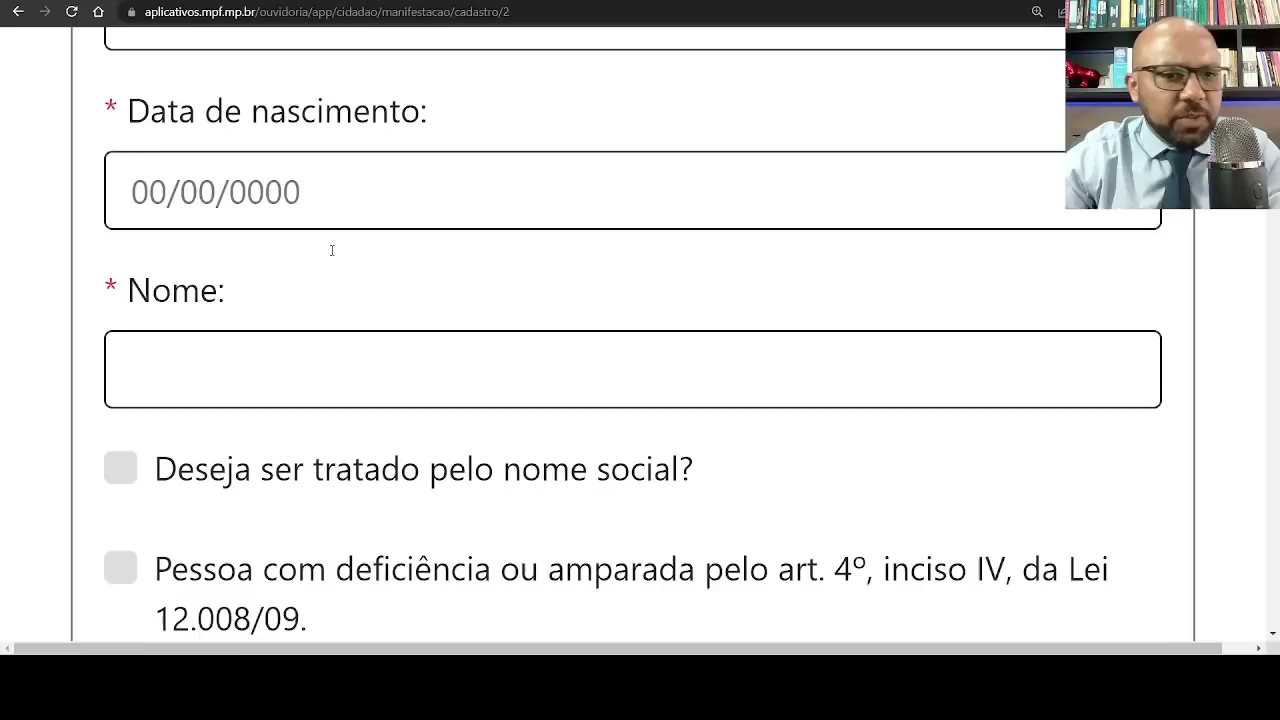 aplicativos.mpf.mp.br/ouvidoria/app/cidadao/manifestacao/cadastro/2
* Data de nascimento:
00/00/0000
* Nome:
Deseja ser tratado pelo nome social?
Pessoa com deficiência ou amparada pelo art. 4º, inciso IV, da Lei
12.008/09.